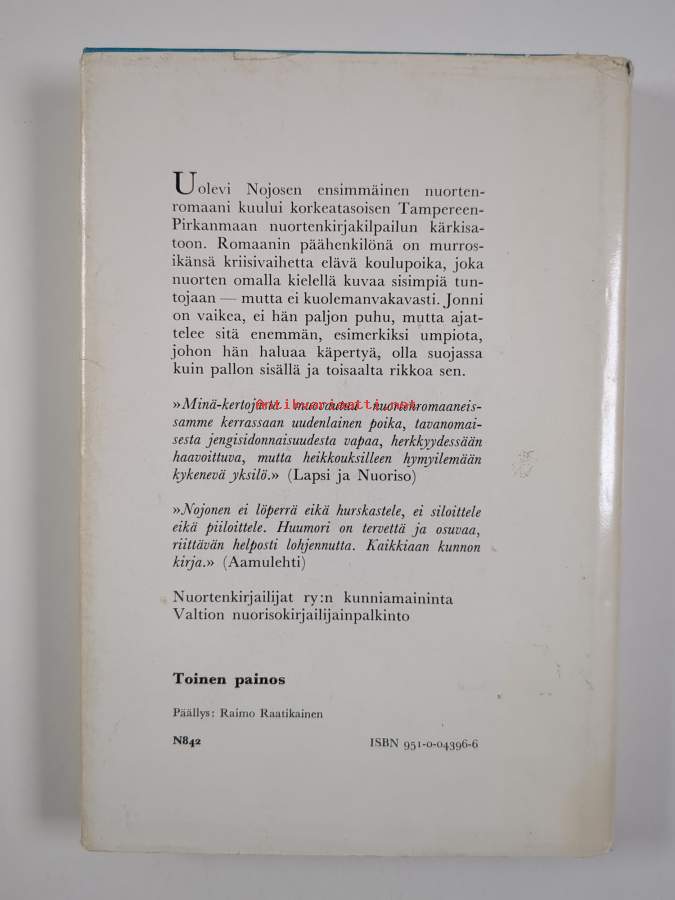 Uolevi Nojosen ensimmäinen nuorten-
romaani kuului korkeatasoisen Tampereen-
Pirkanmaan nuortenkirjakilpailun kärkisa-
toon. Romaanin päähenkilönä on murros-
ikänsä kriisivaihetta elävä koulupoika, joka
nuorten omalla kielellä kuvaa sisimpiä tun-
tojaan — mutta ei kuolemanvakavasti. Jonni
on vaikea, ei hän paljon puhu, mutta ajat-
telee sitä enemmän, esimerkiksi umpiota,
johon hän haluaa käpertyä, olla suojassa
kuin pallon sisällä ja toisaalta rikkoa sen.
»Minä-kertojasta muovautuu nuortenromaaneis-
samme kerrassaan uudenlainen poika, tavanomai-
sesta jengisidonnaisuudesta vapaa, herkkyydessään
haavoittuva, mutta heikkouksilleen hymyilemään
kykenevä yksilö.» (Lapsi ja Nuoriso)
»Nojonen ei löperrä eikä hurskastele, ei siloittele
eikä piiloittele. Huumori on tervettä ja osuvaa,
riittävän helposti lohjennutta. Kaikkiaan kunnon
kirja.» (Aamulehti)
Nuortenkirjailijat ry:n kunniamaininta
Valtion nuorisokirjailijainpalkinto
Toinen painos
Päällys: Raimo Raatikainen
N842 ISBN 951-0-04396-6
antikvariaatti.net